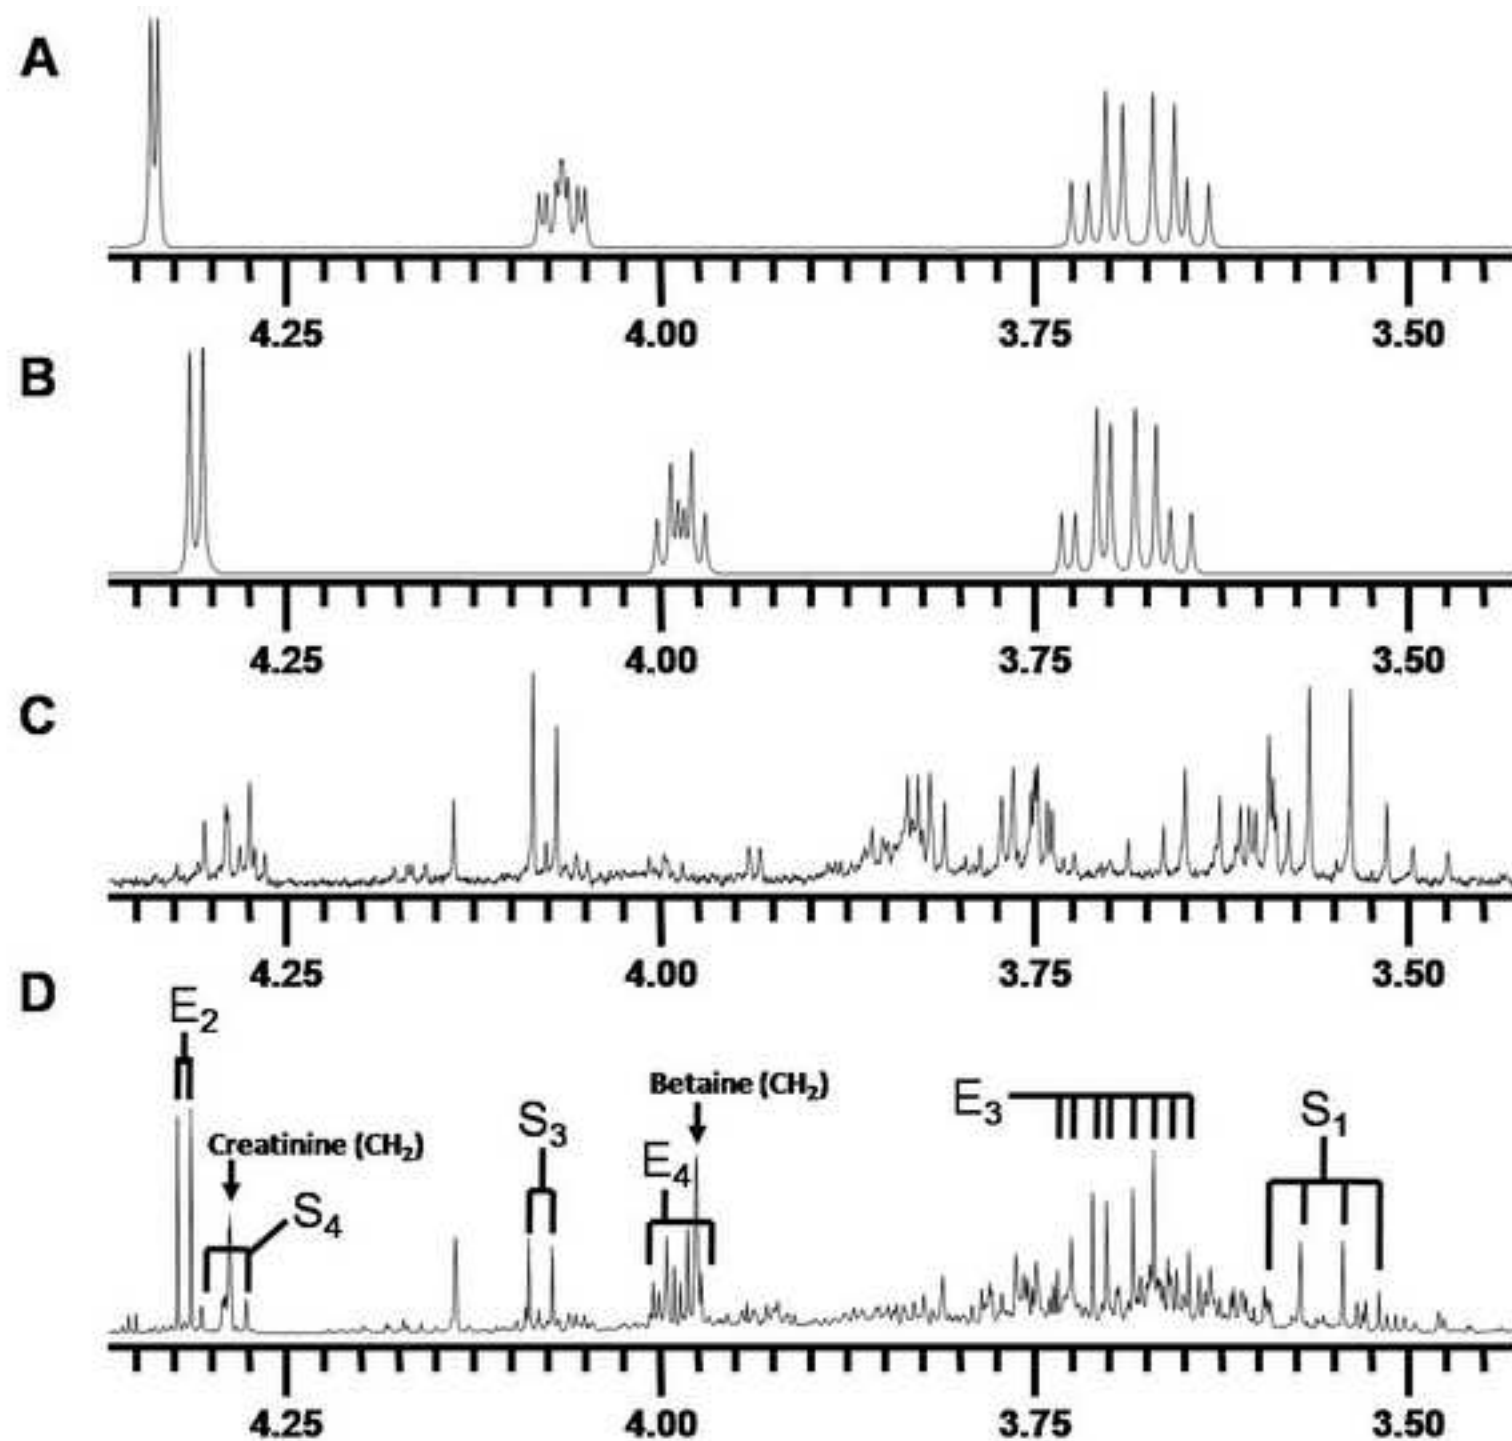 A
4.25 4.00 3.75 3.50
B
4.25 4.00 3.75 3.50
C
4.25 4.00 3.75 3.50
D
E₂
Creatinine (CH₂)
S₄
S₃
Betaine (CH₂)
E₄
E₃
S₁
4.25 4.00 3.75 3.50